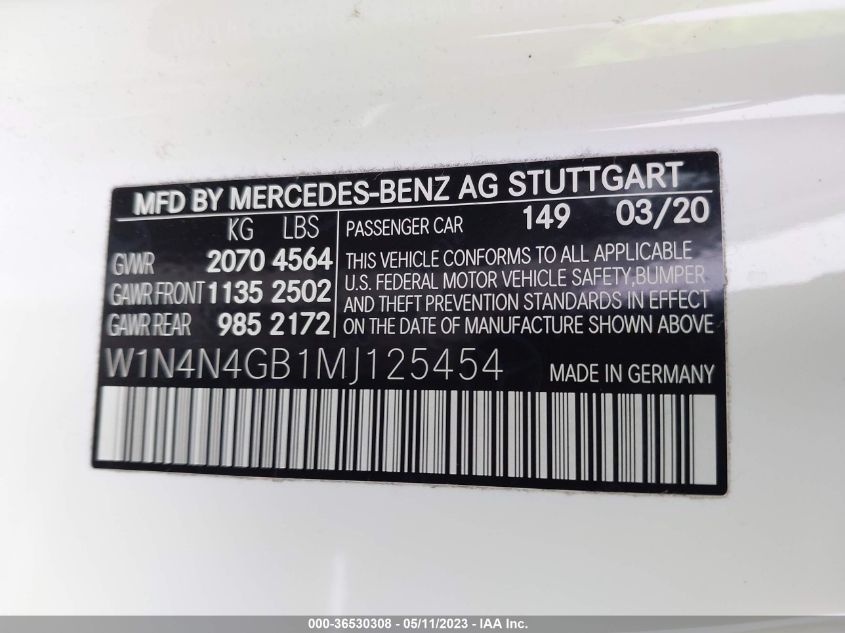 MFD BY MERCEDES-BENZ AG STUTTGART
KG LBS
GVWR 2070 4564
GAWR FRONT 1135 2502
GAWR REAR 985 2172
PASSENGER CAR 149 03/20
THIS VEHICLE CONFORMS TO ALL APPLICABLE
U.S. FEDERAL MOTOR VEHICLE SAFETY,BUMPER
AND THEFT PREVENTION STANDARDS IN EFFECT
ON THE DATE OF MANUFACTURE SHOWN ABOVE
W1N4N4GB1MJ125454 MADE IN GERMANY
000-36530308 - 05/11/2023 - IAA Inc.